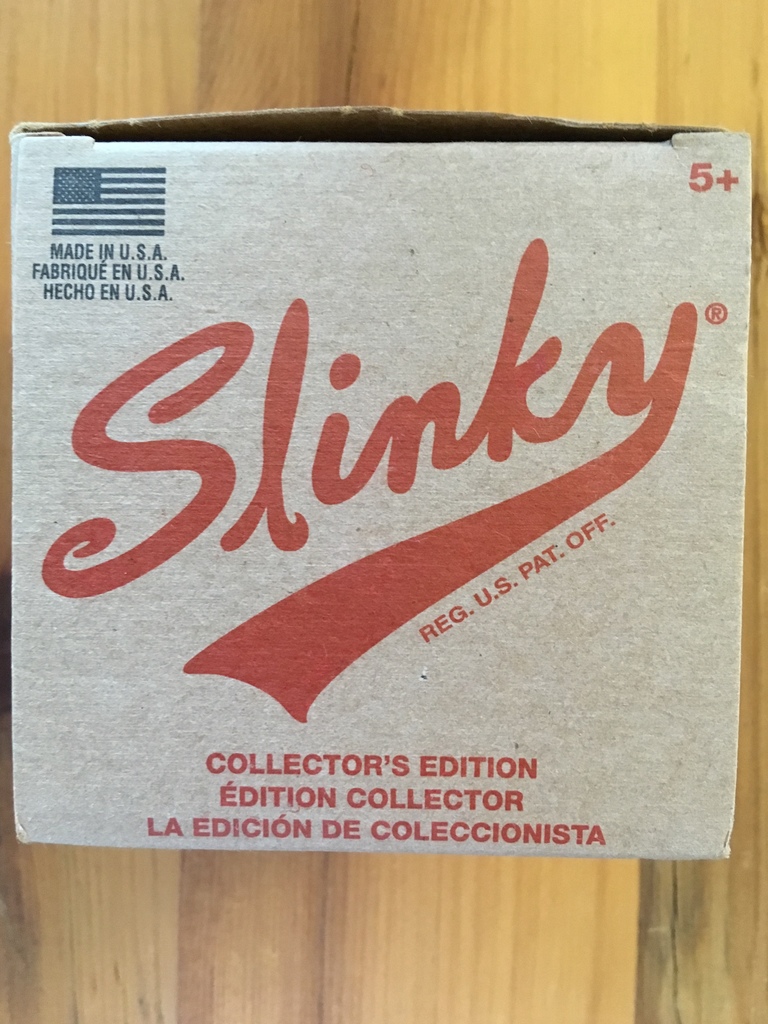 5+
MADE IN U.S.A.
FABRIQUÉ EN U.S.A.
HECHO EN U.S.A.
Slinky®
REG. U.S. PAT. OFF.
COLLECTOR'S EDITION
ÉDITION COLLECTOR
LA EDICIÓN DE COLECCIONISTA